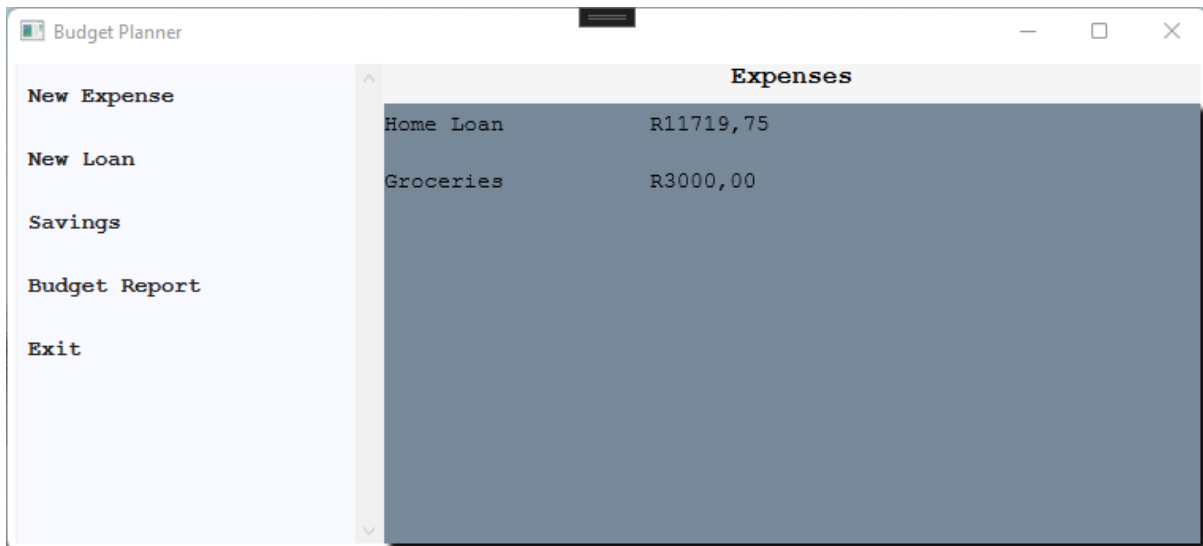 Budget Planner
New Expense
New Loan
Savings
Budget Report
Exit
Expenses
Home Loan R11719,75
Groceries R3000,00